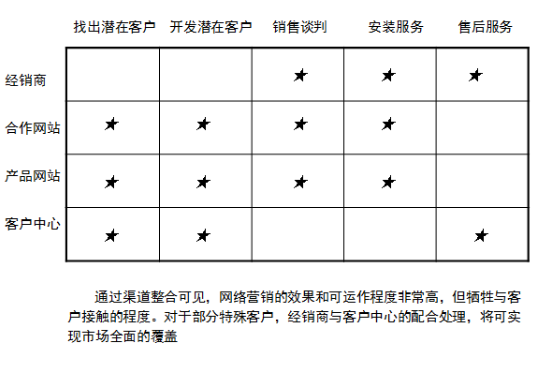 找出潜在客户 开发潜在客户 销售谈判 安装服务 售后服务
经销商 ★ ★ ★
合作网站 ★ ★ ★ ★
产品网站 ★ ★ ★ ★
客户中心 ★ ★ ★
通过渠道整合可见，网络营销的效果和可运作程度非常高，但牺牲与客
户接触的程度。对于部分特殊客户，经销商与客户中心的配合处理，将可实
现市场全面的覆盖